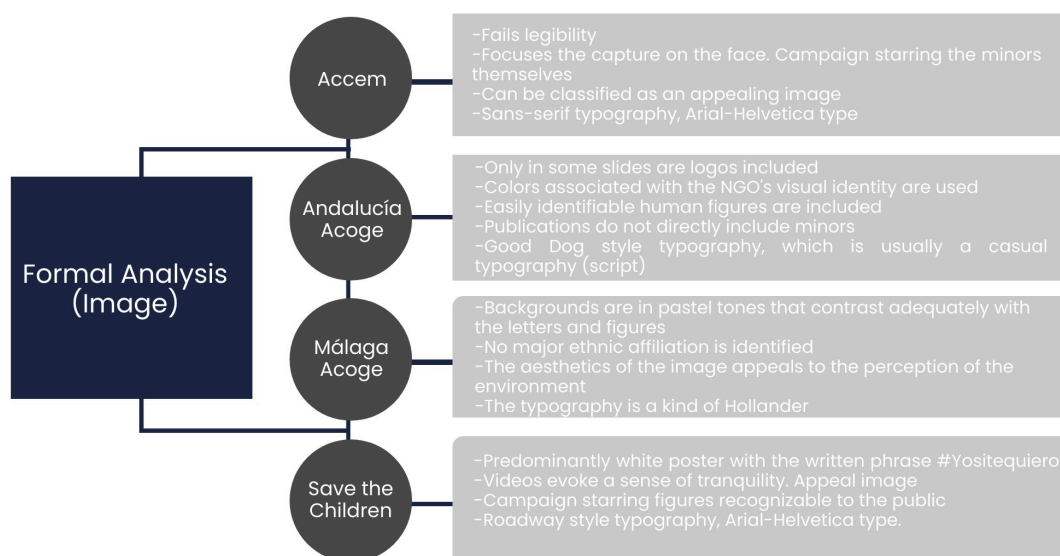 Formal Analysis
(Image)
Accem
-Fails legibility
-Focuses the capture on the face. Campaign starring the minors
themselves
-Can be classified as an appealing image
-Sans-serif typography, Arial-Helvetica type
Andalucía
Acoge
-Only in some slides are logos included
-Colors associated with the NGO's visual identity are used
-Easily identifiable human figures are included
-Publications do not directly include minors
-Good Dog style typography, which is usually a casual
typography (script)
Málaga
Acoge
-Backgrounds are in pastel tones that contrast adequately with
the letters and figures
-No major ethnic affiliation is identified
-The aesthetics of the image appeals to the perception of the
environment
-The typography is a kind of Hollander
Save the
Children
-Predominantly white poster with the written phrase #Yositequiero
-Videos evoke a sense of tranquility. Appeal image
-Campaign starring figures recognizable to the public
-Roadway style typography, Arial-Helvetica type.